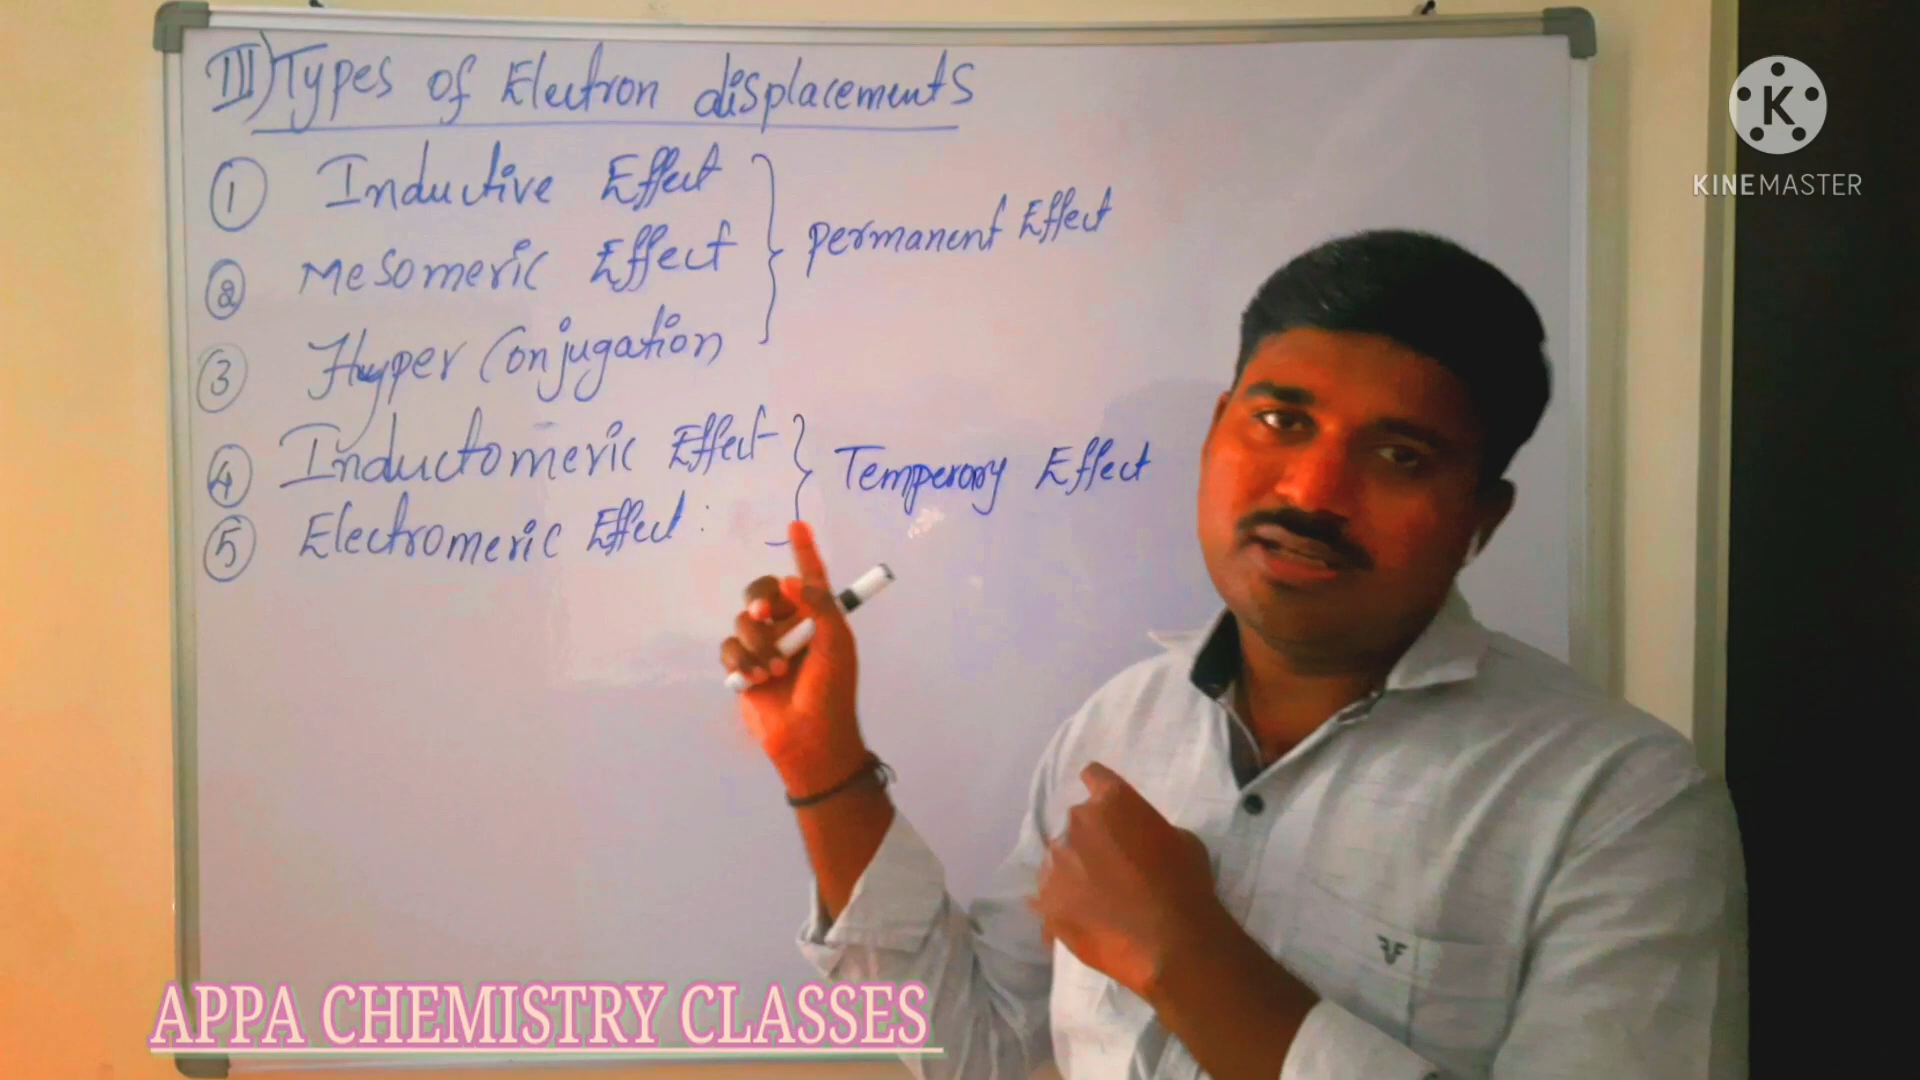 III) Types of Electron displacements
① Inductive Effect
② Mesomeric Effect
③ Hyper Conjugation
permanent Effect
④ Inductomeric Effect
⑤ Electromeric Effect :
Temperory Effect
K
KINEMASTER
APPA CHEMISTRY CLASSES